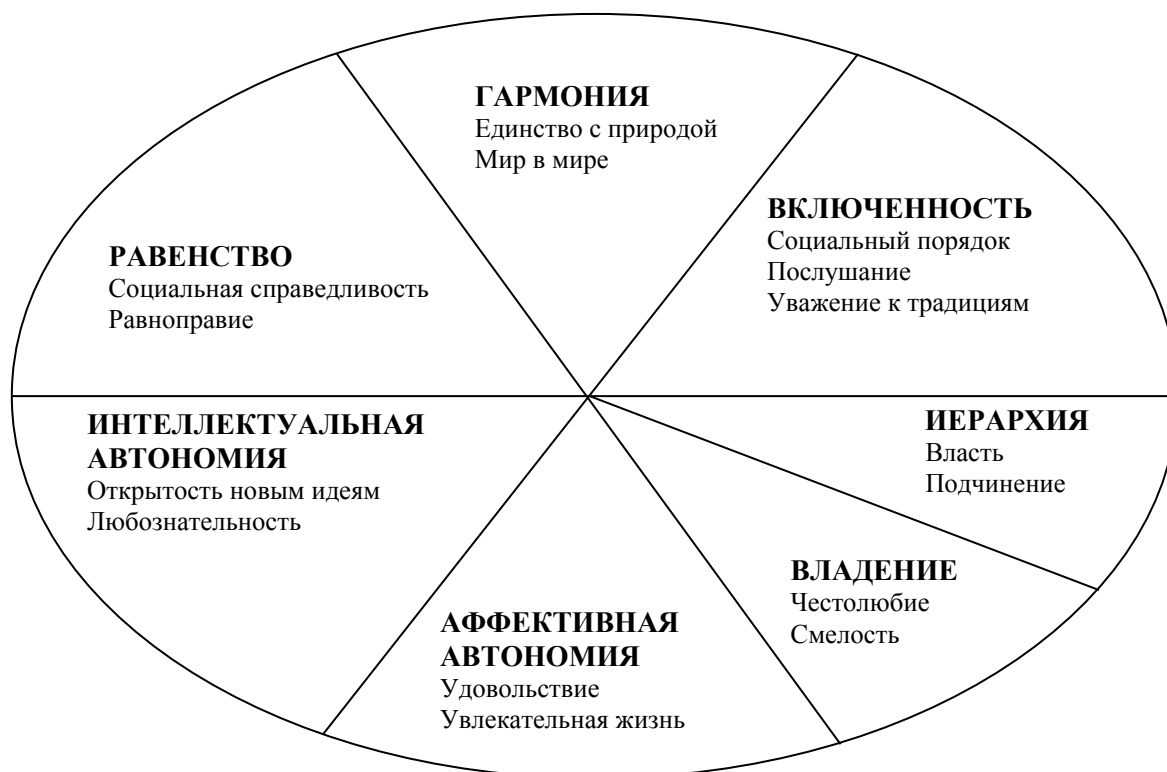 ГАРМОНИЯ
Единство с природой
Мир в мире
ВКЛЮЧЕННОСТЬ
Социальный порядок
Послушание
Уважение к традициям
РАВЕНСТВО
Социальная справедливость
Равноправие
ИНТЕЛЛЕКТУАЛЬНАЯ
АВТОНОМИЯ
Открытость новым идеям
Любознательность
ИЕРАРХИЯ
Власть
Подчинение
ВЛАДЕНИЕ
Честолюбие
Смелость
АФФЕКТИВНАЯ
АВТОНОМИЯ
Удовольствие
Увлекательная жизнь